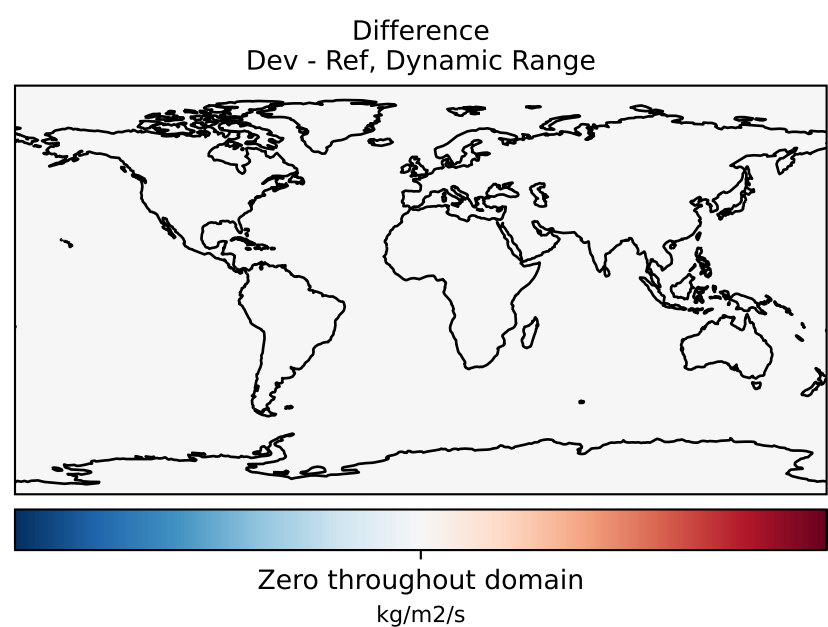 Difference
Dev - Ref, Dynamic Range
Zero throughout domain
kg/m2/s